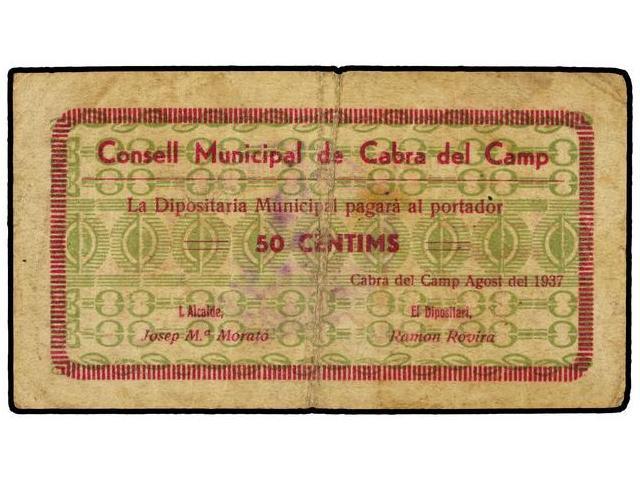 Consell Municipal de Cabra del Camp
La Dipositaria Municipal pagarà al portador
50 CENTIMS
Cabra del Camp Agost del 1937
L'Alcalde, El Dipositari,
Josep M.ª Morató Ramon Rovira